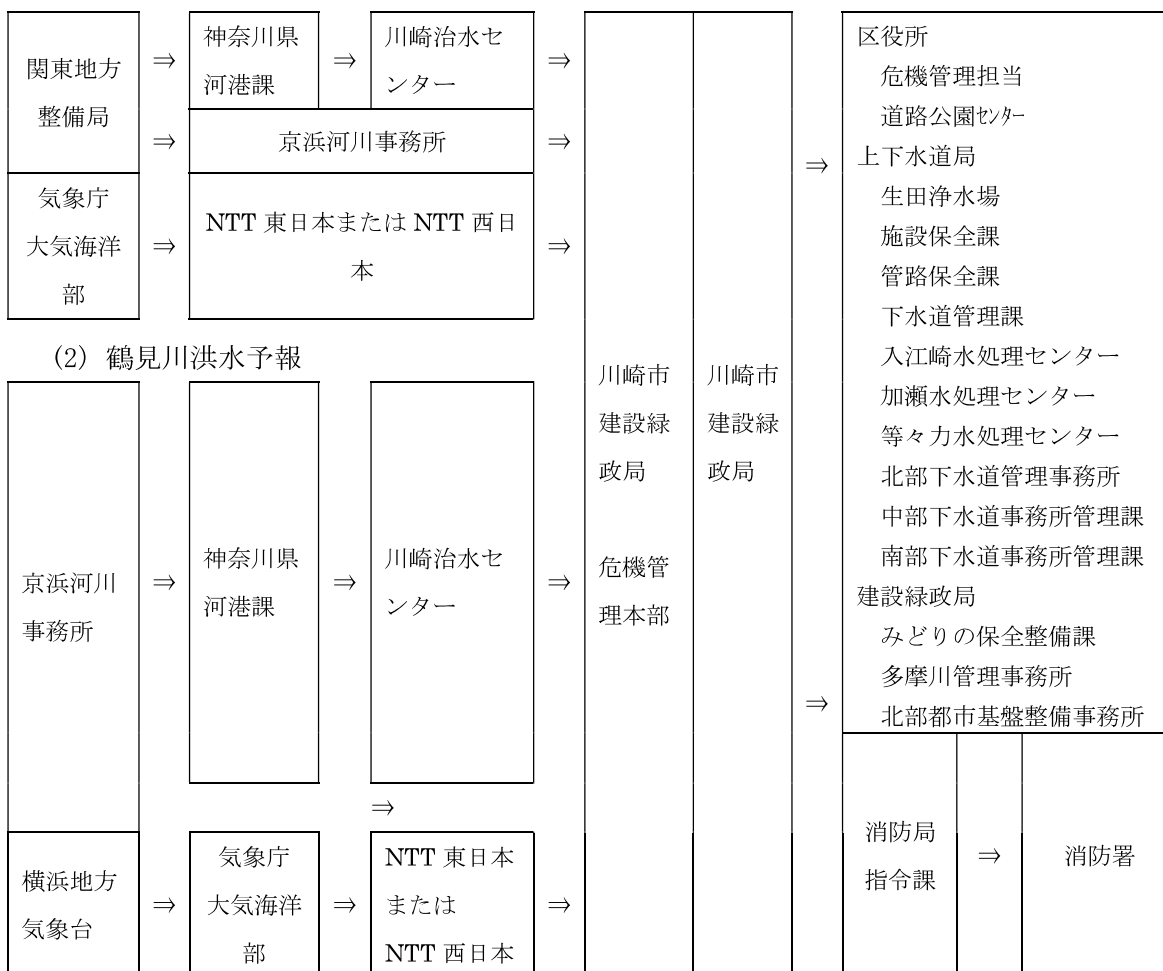 関東地方
整備局
⇒
神奈川県
河港課
⇒
川崎治水セ
ンター
⇒
⇒
京浜河川事務所
⇒
気象庁
大気海洋
部
⇒
NTT 東日本または NTT 西日
本
⇒
(2) 鶴見川洪水予報
京浜河川
事務所
⇒
神奈川県
河港課
⇒
川崎治水セ
ンター
⇒
⇒
横浜地方
気象台
⇒
気象庁
大気海洋
部
⇒
NTT 東日本
または
NTT 西日本
⇒
川崎市
建設緑
政局
危機管
理本部
川崎市
建設緑
政局
⇒
⇒
区役所
危機管理担当
道路公園ｾﾝﾀｰ
上下水道局
生田浄水場
施設保全課
管路保全課
下水道管理課
入江崎水処理センター
加瀬水処理センター
等々力水処理センター
北部下水道管理事務所
中部下水道事務所管理課
南部下水道事務所管理課
建設緑政局
みどりの保全整備課
多摩川管理事務所
北部都市基盤整備事務所
消防局
指令課
⇒
消防署